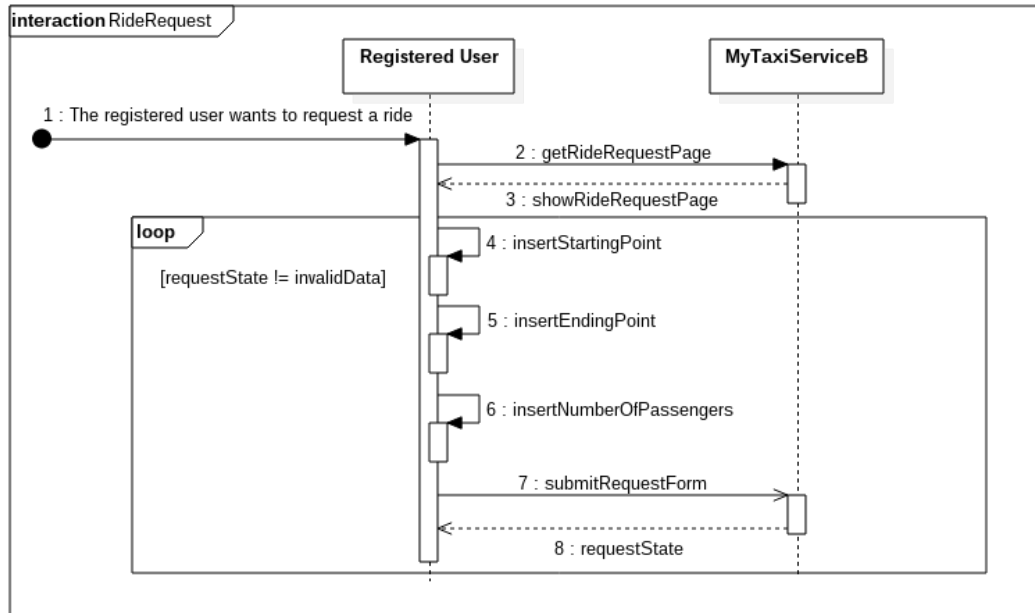 interaction RideRequest
Registered User
MyTaxiServiceB
1 : The registered user wants to request a ride
2 : getRideRequestPage
3 : showRideRequestPage
loop
4 : insertStartingPoint
[requestState != invalidData]
5 : insertEndingPoint
6 : insertNumberOfPassengers
7 : submitRequestForm
8 : requestState